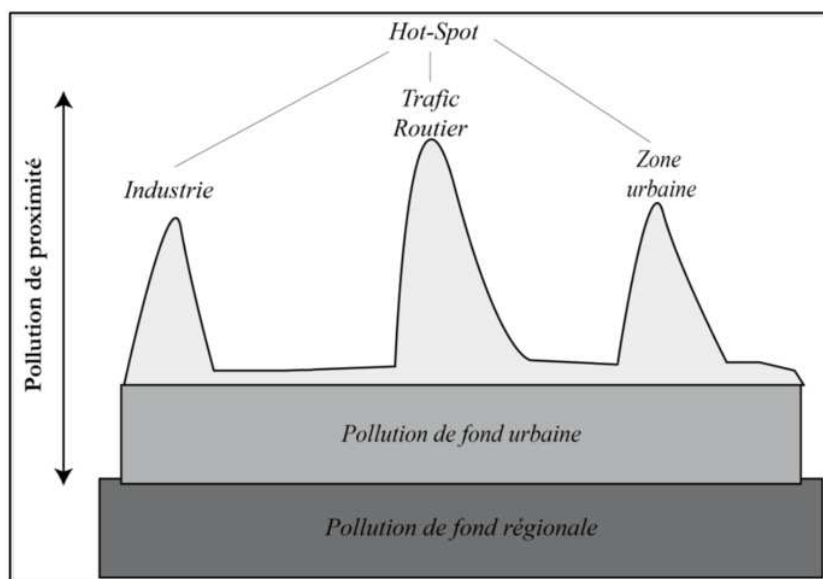 Hot-Spot
Trafic
Routier
Zone
urbaine
Industrie
Pollution de proximité
Pollution de fond urbaine
Pollution de fond régionale